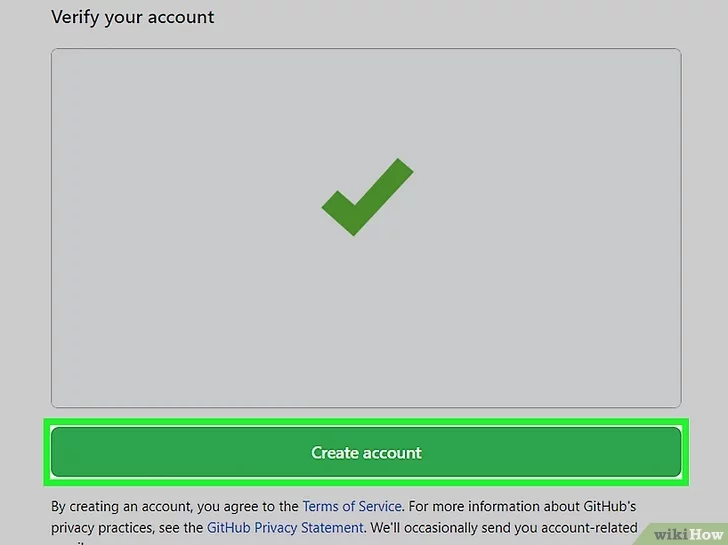 Verify your account
Create account
By creating an account, you agree to the Terms of Service. For more information about GitHub's
privacy practices, see the GitHub Privacy Statement. We'll occasionally send you account-related
wikiHow